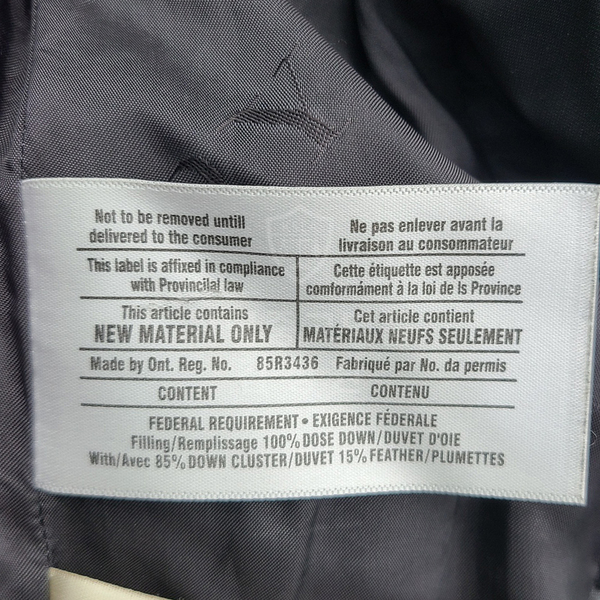 Not to be removed untill
delivered to the consumer
Ne pas enlever avant la
livraison au consommateur
This label is affixed in compliance
with Provincilal law
Cette étiquette est apposée
comformámént à la loi de ls Province
This article contains
NEW MATERIAL ONLY
Cet article contient
MATÉRIAUX NEUFS SEULEMENT
Made by Ont. Reg. No. 85R3436 Fabriqué par No. da permis
CONTENT CONTENU
FEDERAL REQUIREMENT • EXIGENCE FÉDERALE
Filling/Remplissage 100% DOSE DOWN/DUVET D'OIE
With/Avec 85% DOWN CLUSTER/DUVET 15% FEATHER/PLUMETTES